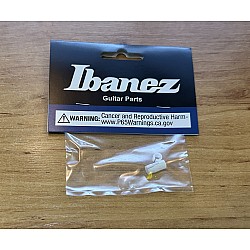 Ibanez
Guitar Parts
WARNING: Cancer and Reproductive Harm-
www.P65Warnings.ca.gov